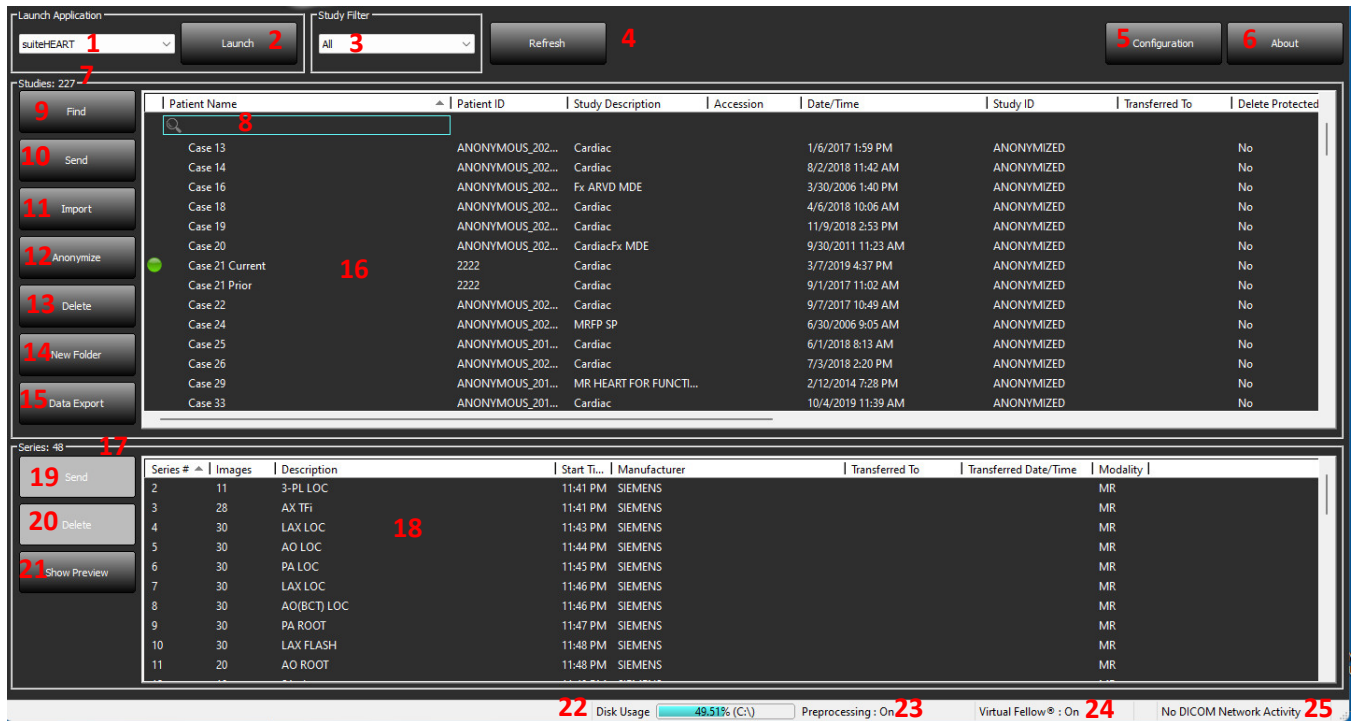 Launch Application
Study Filter
suiteHEART 1 Launch 2 All 3 Refresh 4 5 Configuration 6 About
7
Studies: 227
9 Find
10 Send
11 Import
12 Anonymize
13 Delete
14 New Folder
15 Data Export
Patient Name Patient ID Study Description Accession Date/Time Study ID Transferred To Delete Protected
8
Case 13 ANONYMOUS_202... Cardiac 1/6/2017 1:59 PM ANONYMIZED No
Case 14 ANONYMOUS_202... Cardiac 8/2/2018 11:42 AM ANONYMIZED No
Case 16 ANONYMOUS_202... Fx ARVD MDE 3/30/2006 1:40 PM ANONYMIZED No
Case 18 ANONYMOUS_202... Cardiac 4/6/2018 10:06 AM ANONYMIZED No
Case 19 ANONYMOUS_202... Cardiac 11/9/2018 2:53 PM ANONYMIZED No
Case 20 ANONYMOUS_202... CardiacFx MDE 9/30/2011 11:23 AM ANONYMIZED No
Case 21 Current 16 2222 Cardiac 3/7/2019 4:37 PM ANONYMIZED No
Case 21 Prior 2222 Cardiac 9/1/2017 11:02 AM ANONYMIZED No
Case 22 ANONYMOUS_202... Cardiac 9/7/2017 10:49 AM ANONYMIZED No
Case 24 ANONYMOUS_202... MRFP SP 6/30/2006 9:05 AM ANONYMIZED No
Case 25 ANONYMOUS_201... Cardiac 6/1/2018 8:13 AM ANONYMIZED No
Case 26 ANONYMOUS_202... Cardiac 7/3/2018 2:20 PM ANONYMIZED No
Case 29 ANONYMOUS_201... MR HEART FOR FUNCTI... 2/12/2014 7:28 PM ANONYMIZED No
Case 33 ANONYMOUS_201... Cardiac 10/4/2019 11:39 AM ANONYMIZED No
Series: 48 17
19 Send
20 Delete
21 Show Preview
Series # Images Description Start Ti... Manufacturer Transferred To Transferred Date/Time Modality
2 11 3-PL LOC 11:41 PM SIEMENS MR
3 28 AX TFi 11:41 PM SIEMENS MR
4 30 LAX LOC 18 11:43 PM SIEMENS MR
5 30 AO LOC 11:44 PM SIEMENS MR
6 30 PA LOC 11:45 PM SIEMENS MR
7 30 LAX LOC 11:46 PM SIEMENS MR
8 30 AO(BCT) LOC 11:46 PM SIEMENS MR
9 30 PA ROOT 11:47 PM SIEMENS MR
10 30 LAX FLASH 11:48 PM SIEMENS MR
11 20 AO ROOT 11:48 PM SIEMENS MR
22 Disk Usage 49.51% (C:\) Preprocessing : On 23 Virtual Fellow® : On 24 No DICOM Network Activity 25